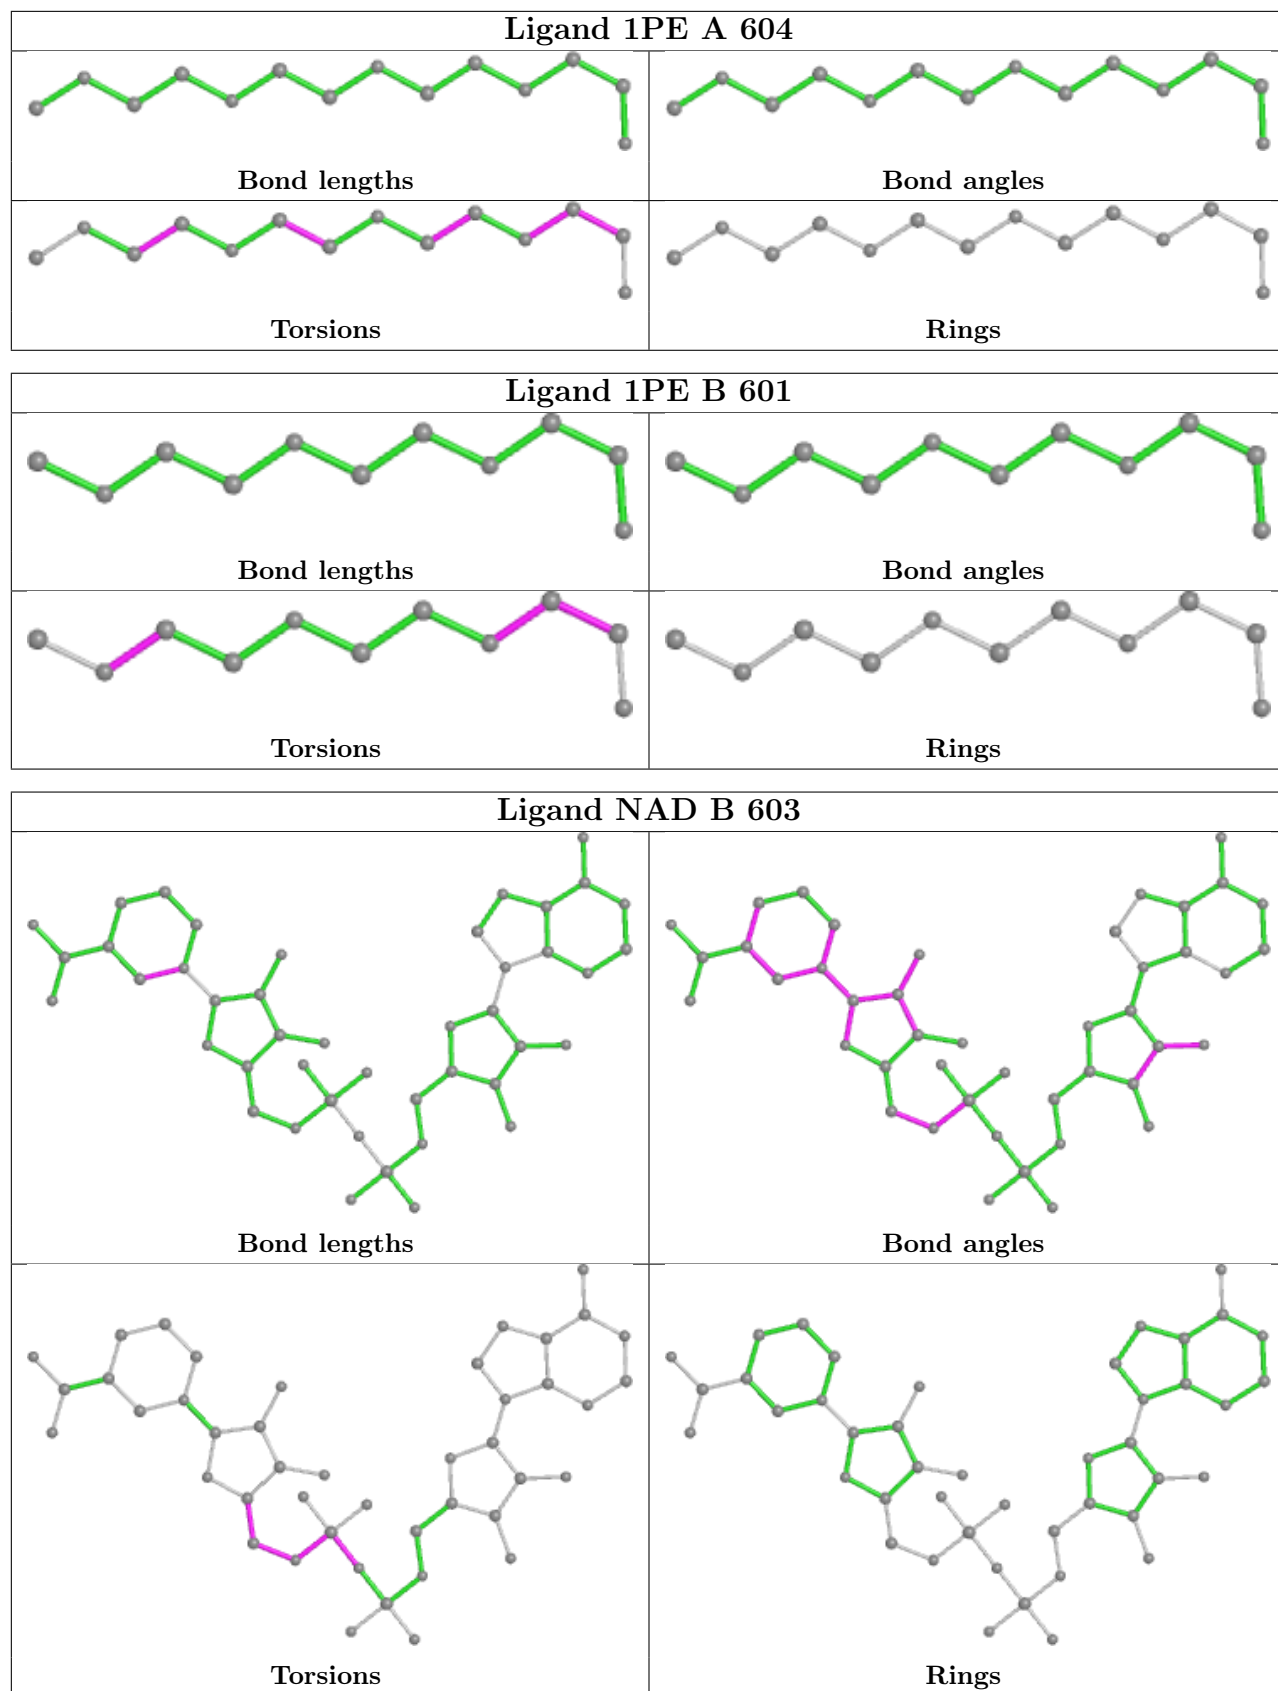 Ligand 1PE A 604
Bond lengths
Bond angles
Torsions
Rings
Ligand 1PE B 601
Bond lengths
Bond angles
Torsions
Rings
Ligand NAD B 603
Bond lengths
Bond angles
Torsions
Rings